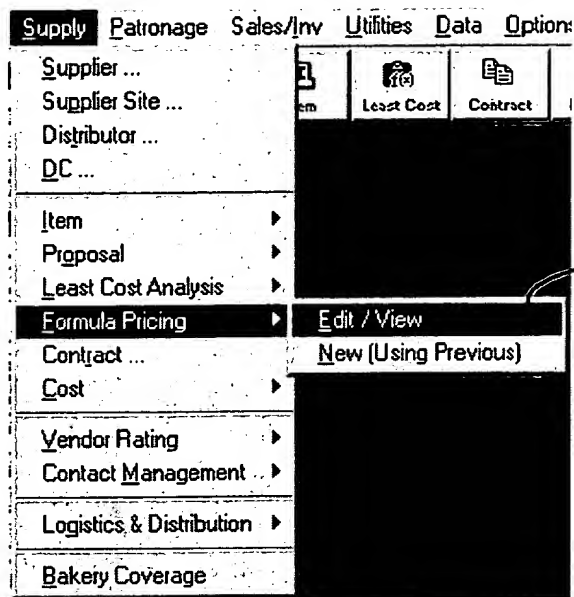 Supply Patronage Sales/Inv Utilities Data Options
Supplier ...
Supplier Site ...
Distributor ...
DC ...
Least Cost
Contract
Item
Proposal
Least Cost Analysis
Formula Pricing
Edit / View
Contract ...
New (Using Previous)
Cost
Vendor Rating
Contact Management
Logistics & Distribution
Bakery Coverage